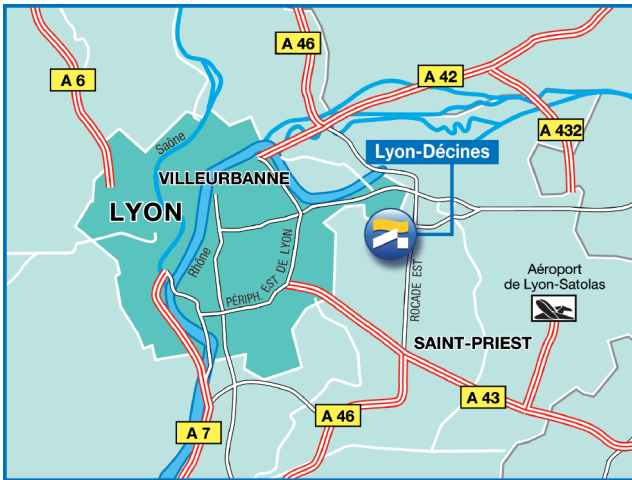 A 46
A 6
A 42
A 432
Saône
Lyon-Décines
VILLEURBANNE
LYON
Rhône
PÉRIPH. EST DE LYON
ROCADE EST
Aéroport
de Lyon-Satolas
SAINT-PRIEST
A 43
A 46
A 7